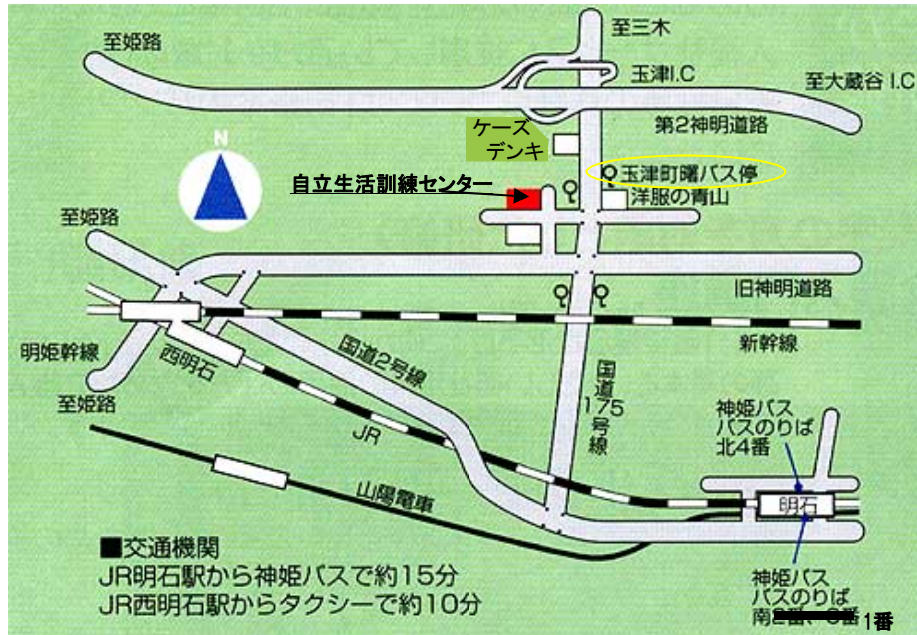 至三木
至姫路
玉津I.C
至大蔵谷 I.C
第2神明道路
ケーズ
デンキ
玉津町曙バス停
N
自立生活訓練センター
洋服の青山
至姫路
旧神明道路
新幹線
明姫幹線
西明石
国道2号線
国道175号線
至姫路
JR
神姫バス
バスのりば
北4番
山陽電車
明石
■交通機関
JR明石駅から神姫バスで約15分
JR西明石駅からタクシーで約10分
神姫バス
バスのりば
南2番、3番 1番